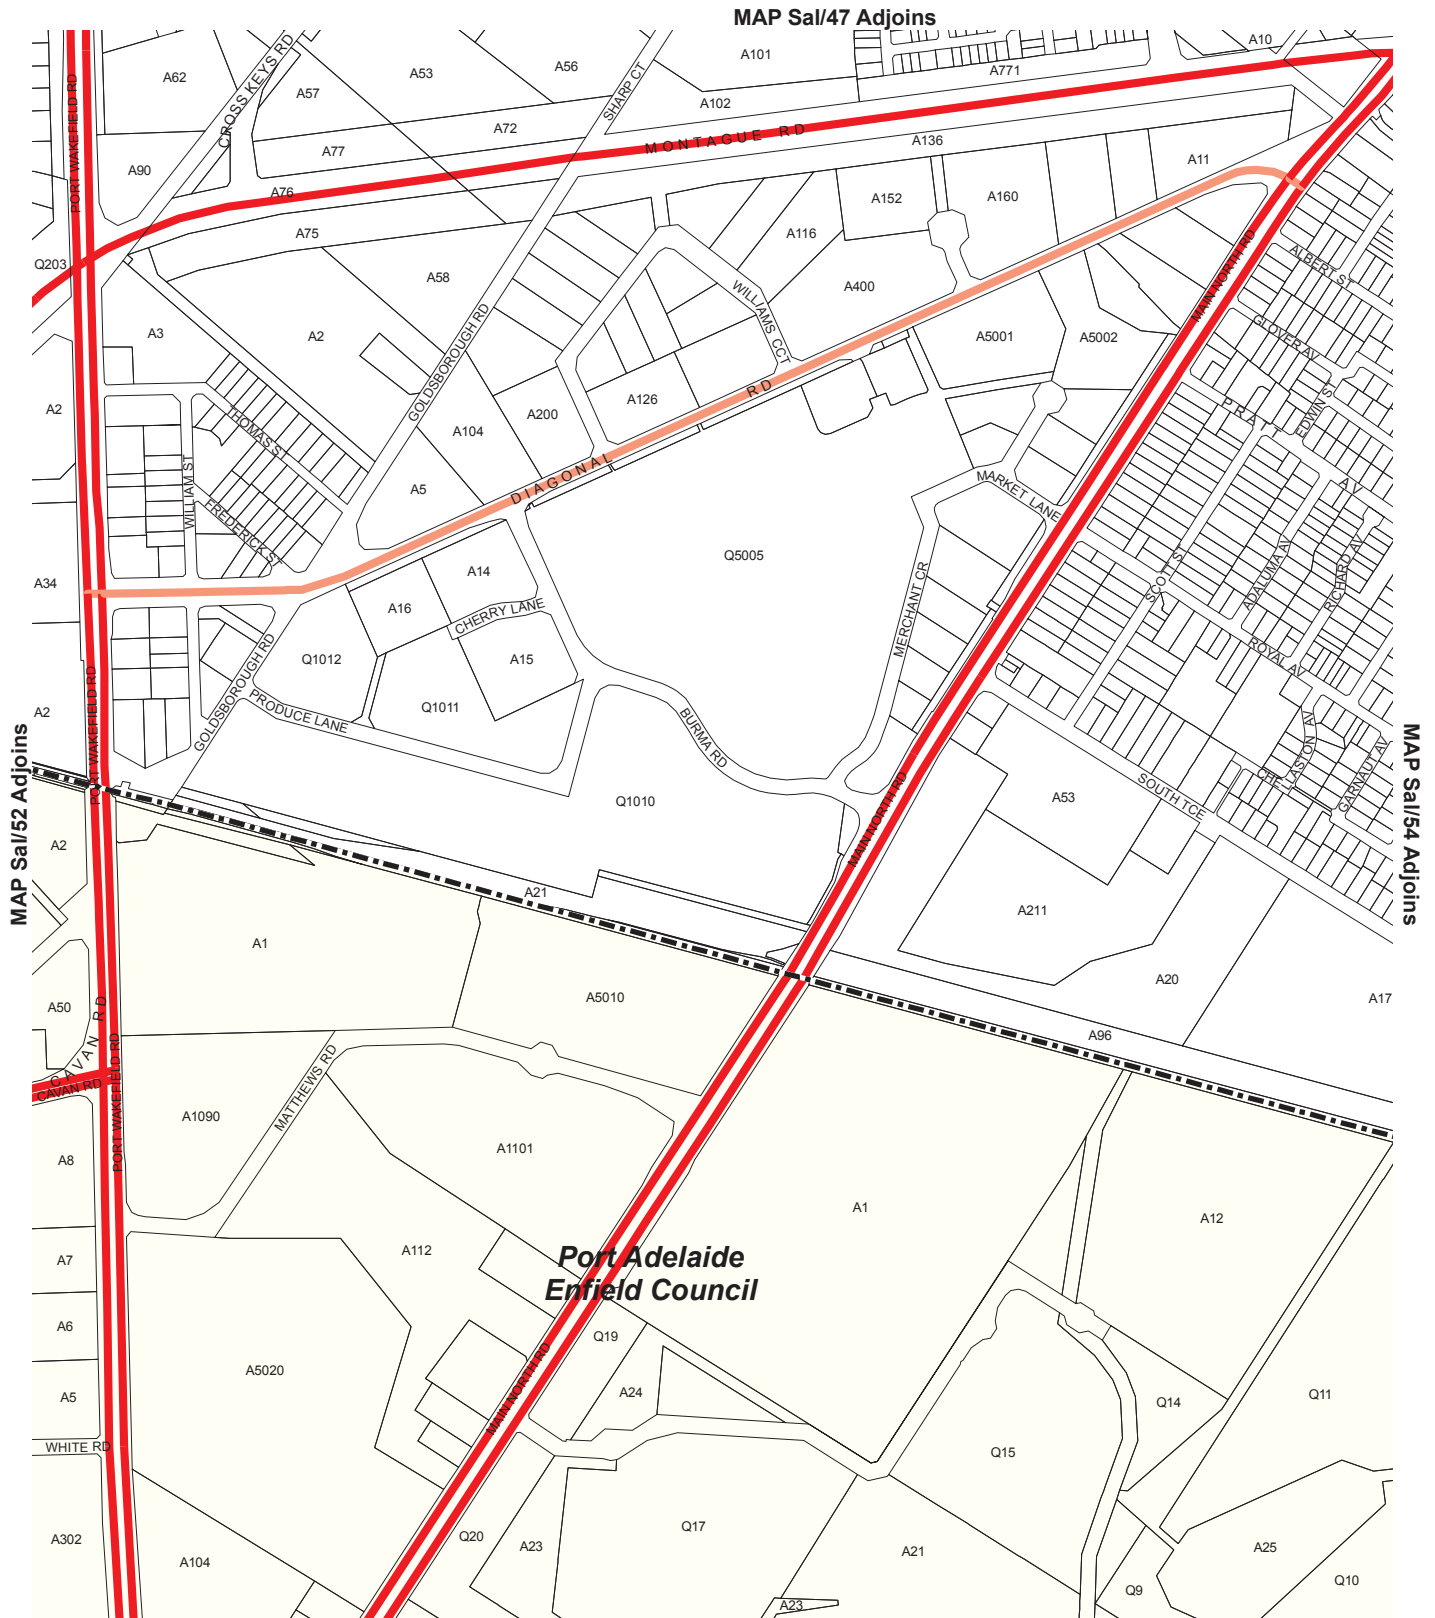 MAP Sal/47 Adjoins
A10
A101
A56
A53
A62
A771
A57
A102
CROSS KEYS RD
SHARP CT
PORT WAKEFIELD RD
A72
MONTAGUE RD
A136
A77
A11
A90
A76
A152
A160
A75
A116
Q203
A58
A400
ALBERT ST
MAIN NORTH RD
WILLIAMS CCT
GLOVER AV
A3
A2
A5001
A5002
GOLDSBOROUGH RD
RD
A2
A200
A126
EDWIN ST
PRATT AV
THOMAS ST
A104
DIAGONAL
A5
MARKET LANE
WILLIAM ST
FREDERICK ST
Q5005
A34
A14
SCOTT ST
ADALUMA AV
RICHARD AV
A16
CHERRY LANE
MERCHANT CR
Q1012
A15
ROYAL AV
GOLDSBOROUGH RD
PORT WAKEFIELD RD
A2
PRODUCE LANE
Q1011
BURMA RD
CHELLASTON AV
GARNAUT AV
MAP Sal/52 Adjoins
MAP Sal/54 Adjoins
Q1010
A53
SOUTH TCE
MAIN NORTH RD
A2
A21
A211
A1
A20
A5010
A17
A50
CAVAN RD
A96
CAVAN RD
PORT WAKEFIELD RD
MATTHEWS RD
A1090
A1101
A8
A1
A12
A7
A112
Port Adelaide
Enfield Council
A6
Q19
A5020
MAIN NORTH RD
A24
A5
Q14
Q11
WHITE RD
Q15
Q17
Q20
A302
A23
A21
A25
A104
Q9
Q10
A23